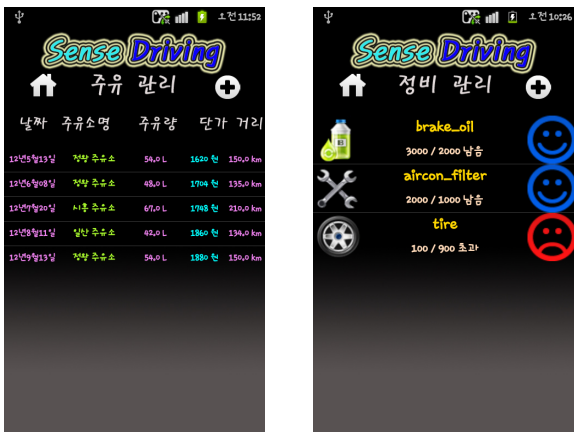 오전 11:52
Sense Driving
주유 관리
날짜 주유소명 주유량 단가 거리
12년5월13일 정왕 주유소 54.0 L 1620 원 150.0 km
12년6월08일 정왕 주유소 48.0 L 1704 원 135.0 km
12년7월20일 시흥 주유소 67.0 L 1748 원 210.0 km
12년8월11일 일산 주유소 42.0 L 1860 원 134.0 km
12년9월13일 정왕 주유소 54.0 L 1880 원 150.0 km
오전 10:26
Sense Driving
정비 관리
brake_oil
3000 / 2000 남음
aircon_filter
2000 / 1000 남음
tire
100 / 900 초과